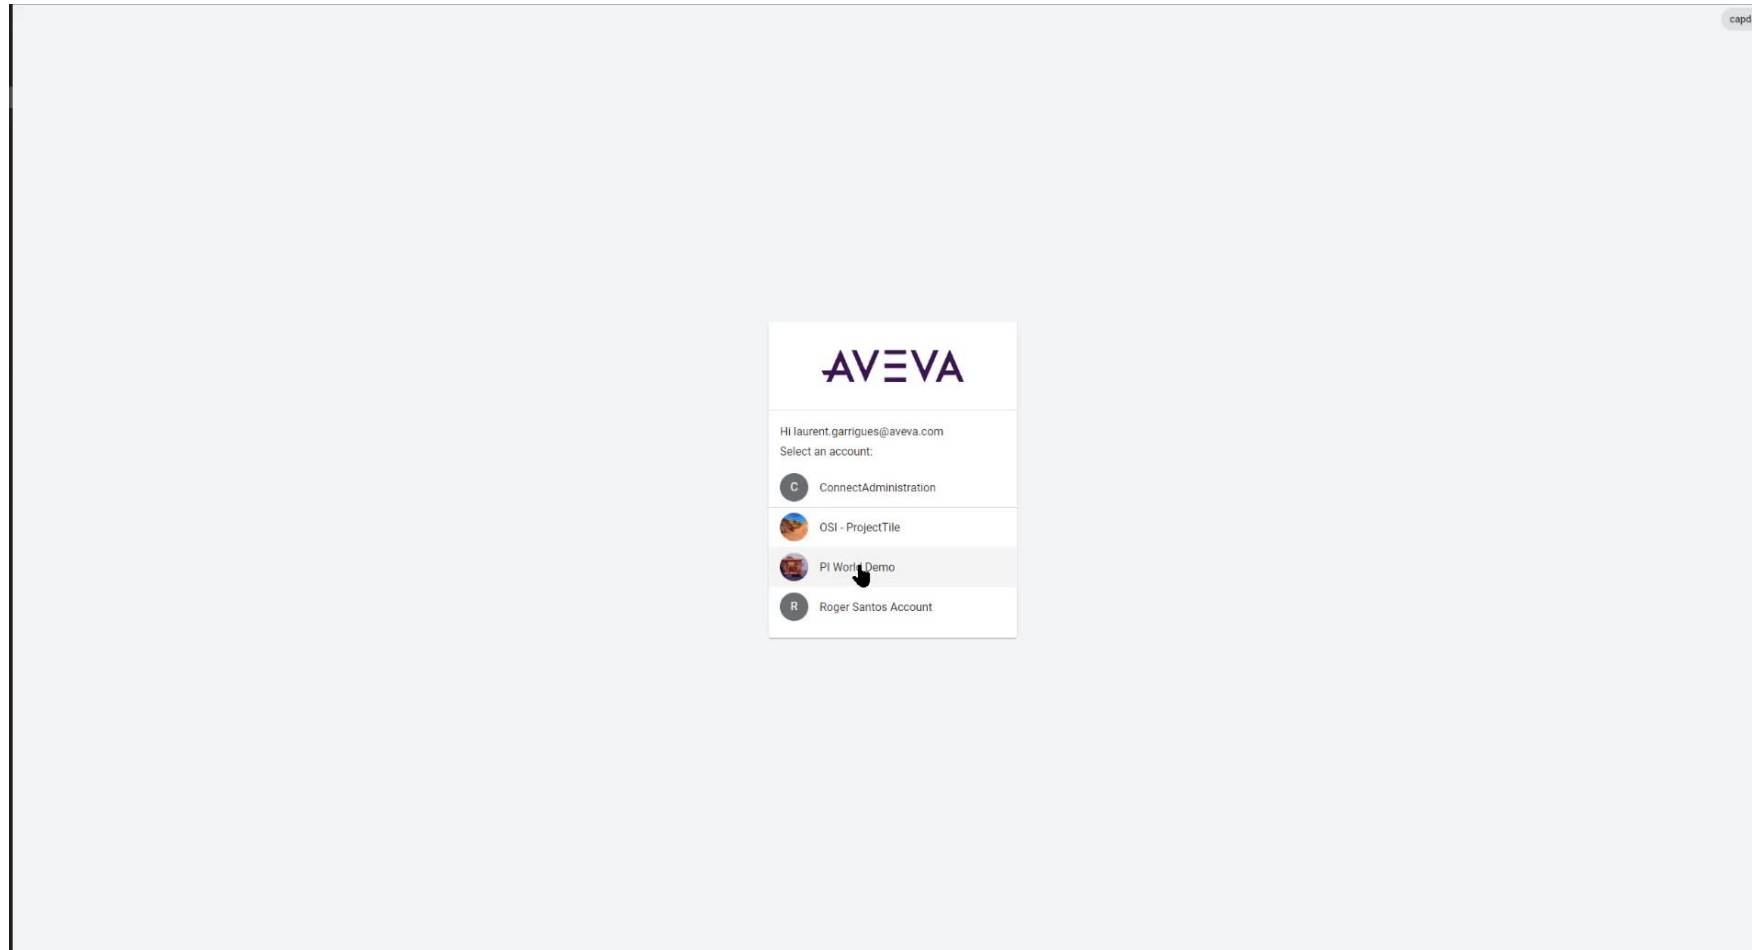 capd
AVEVA
Hi laurent.garrigues@aveva.com
Select an account:
C ConnectAdministration
OSI - ProjectTile
PI World Demo
R Roger Santos Account